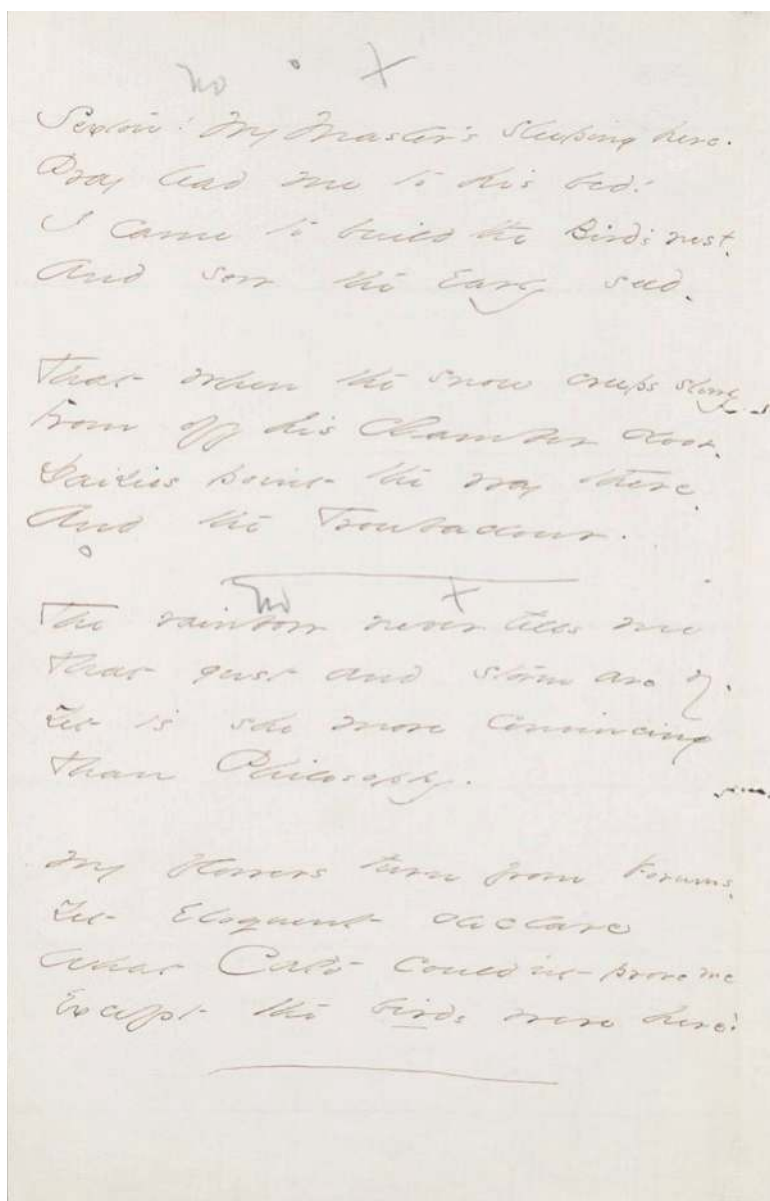 no o X
Sexton! My Master's sleeping here.
Pray lead me to his bed!
I came to build the Bird's nest,
And sow the Early seed.
That when the snow creeps slowly
From off his Chamber door,
Daisies point the way there,
And the Troubadour.
o
no X
The rainbow never tells me
That gust and storm are by,
Yet is she more Convincing
Than Philosophy.
My Flowers turn from Forums,
Yet Eloquent declare
What Cato couldn't prove me
Except the birds were here!